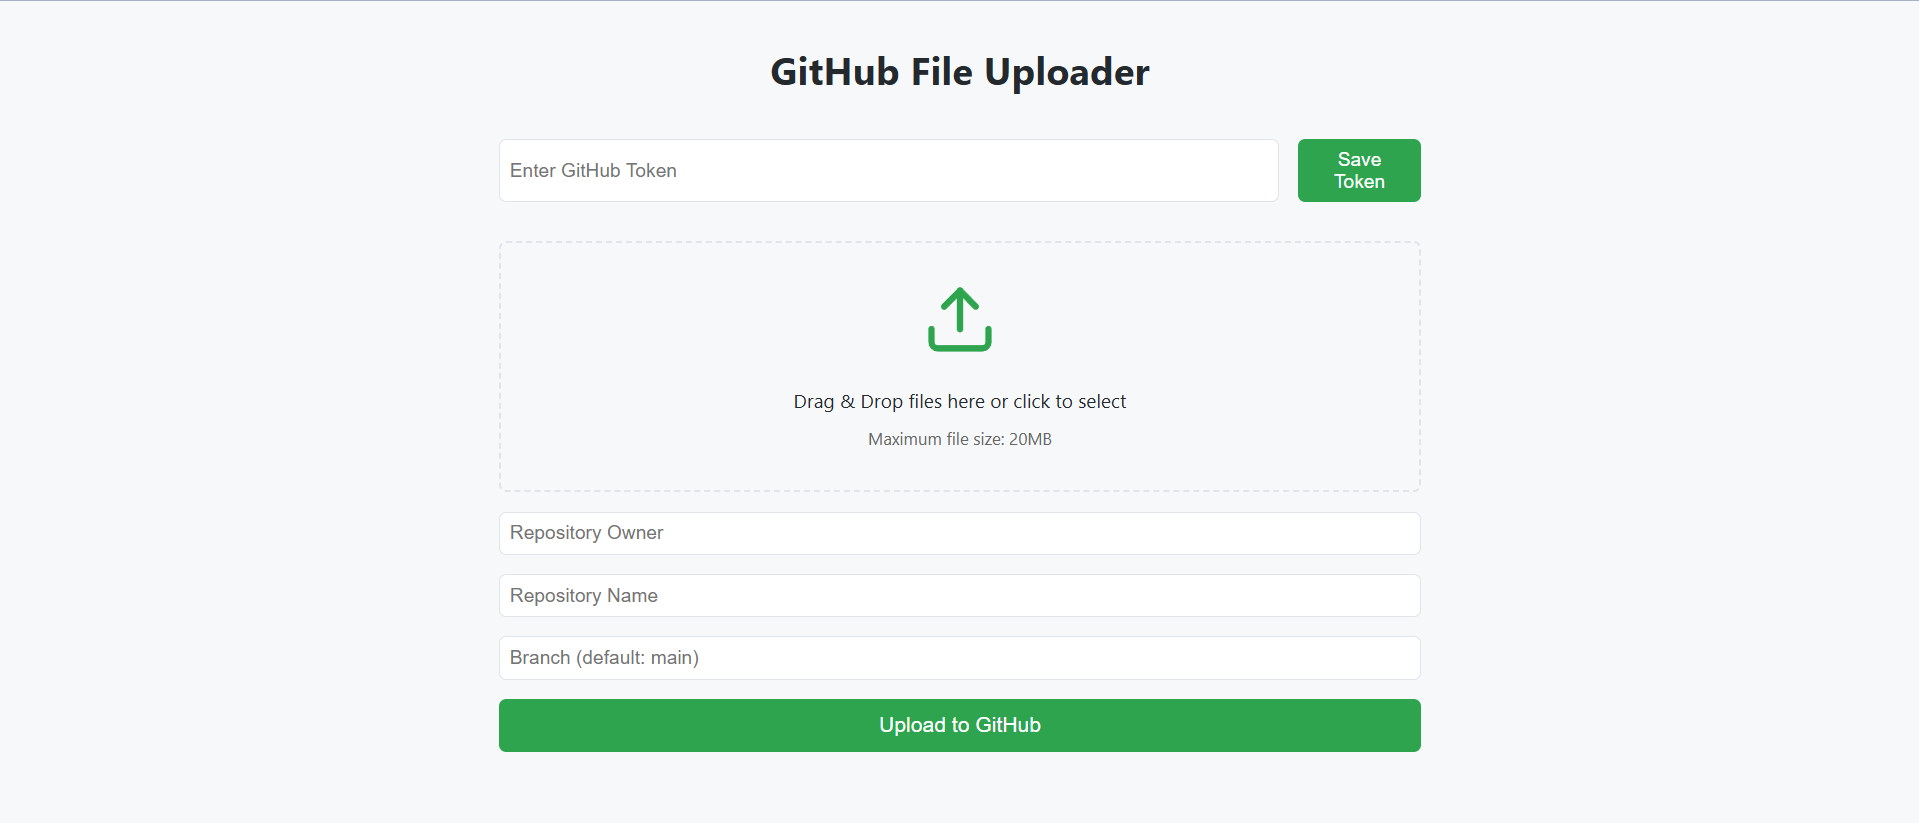 GitHub File Uploader
Enter GitHub Token
Save
Token
Drag & Drop files here or click to select
Maximum file size: 20MB
Repository Owner
Repository Name
Branch (default: main)
Upload to GitHub